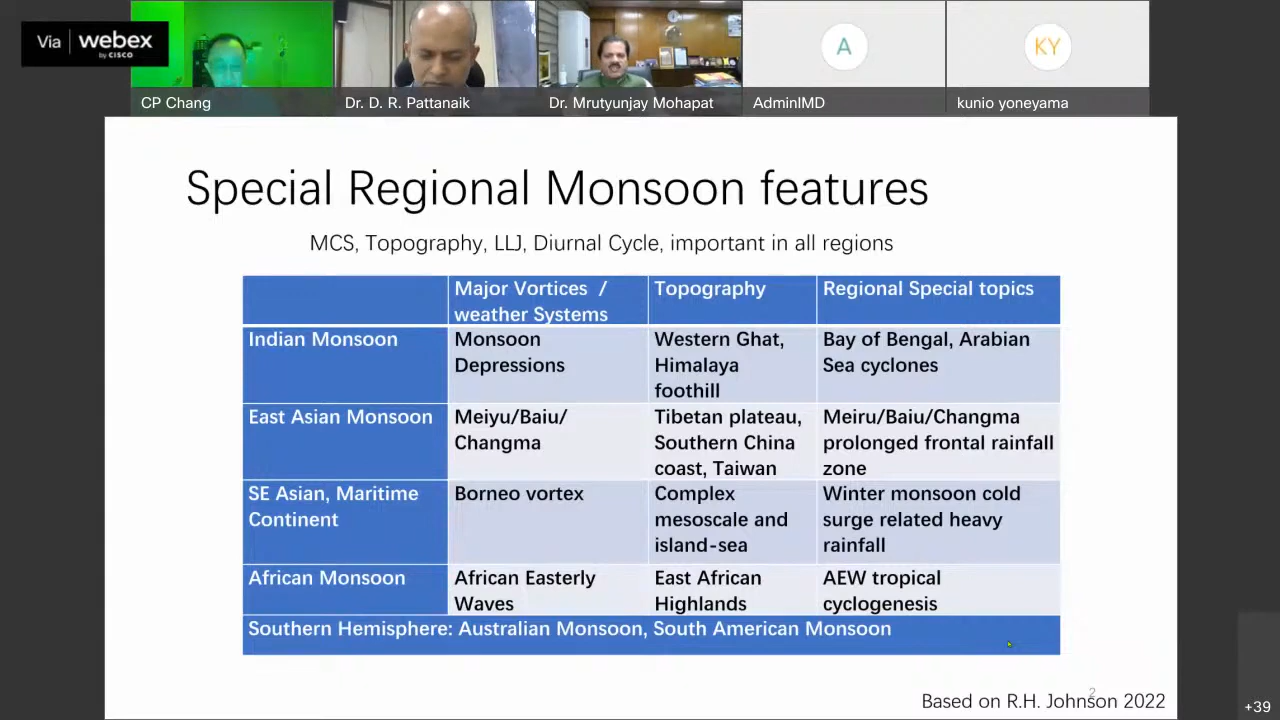 Via webex
by CISCO
CP Chang
Dr. D. R. Pattanaik
Dr. Mrutyunjay Mohapat
A
AdminIMD
KY
kunio yoneyama
Special Regional Monsoon features
MCS, Topography, LLJ, Diurnal Cycle, important in all regions
Major Vortices /
weather Systems
Topography
Regional Special topics
Indian Monsoon
Monsoon
Depressions
Western Ghat,
Himalaya
foothill
Bay of Bengal, Arabian
Sea cyclones
East Asian Monsoon
Meiyu/Baiu/
Changma
Tibetan plateau,
Southern China
coast, Taiwan
Meiru/Baiu/Changma
prolonged frontal rainfall
zone
SE Asian, Maritime
Continent
Borneo vortex
Complex
mesoscale and
island-sea
Winter monsoon cold
surge related heavy
rainfall
African Monsoon
African Easterly
Waves
East African
Highlands
AEW tropical
cyclogenesis
Southern Hemisphere: Australian Monsoon, South American Monsoon
2
Based on R.H. Johnson 2022
+39